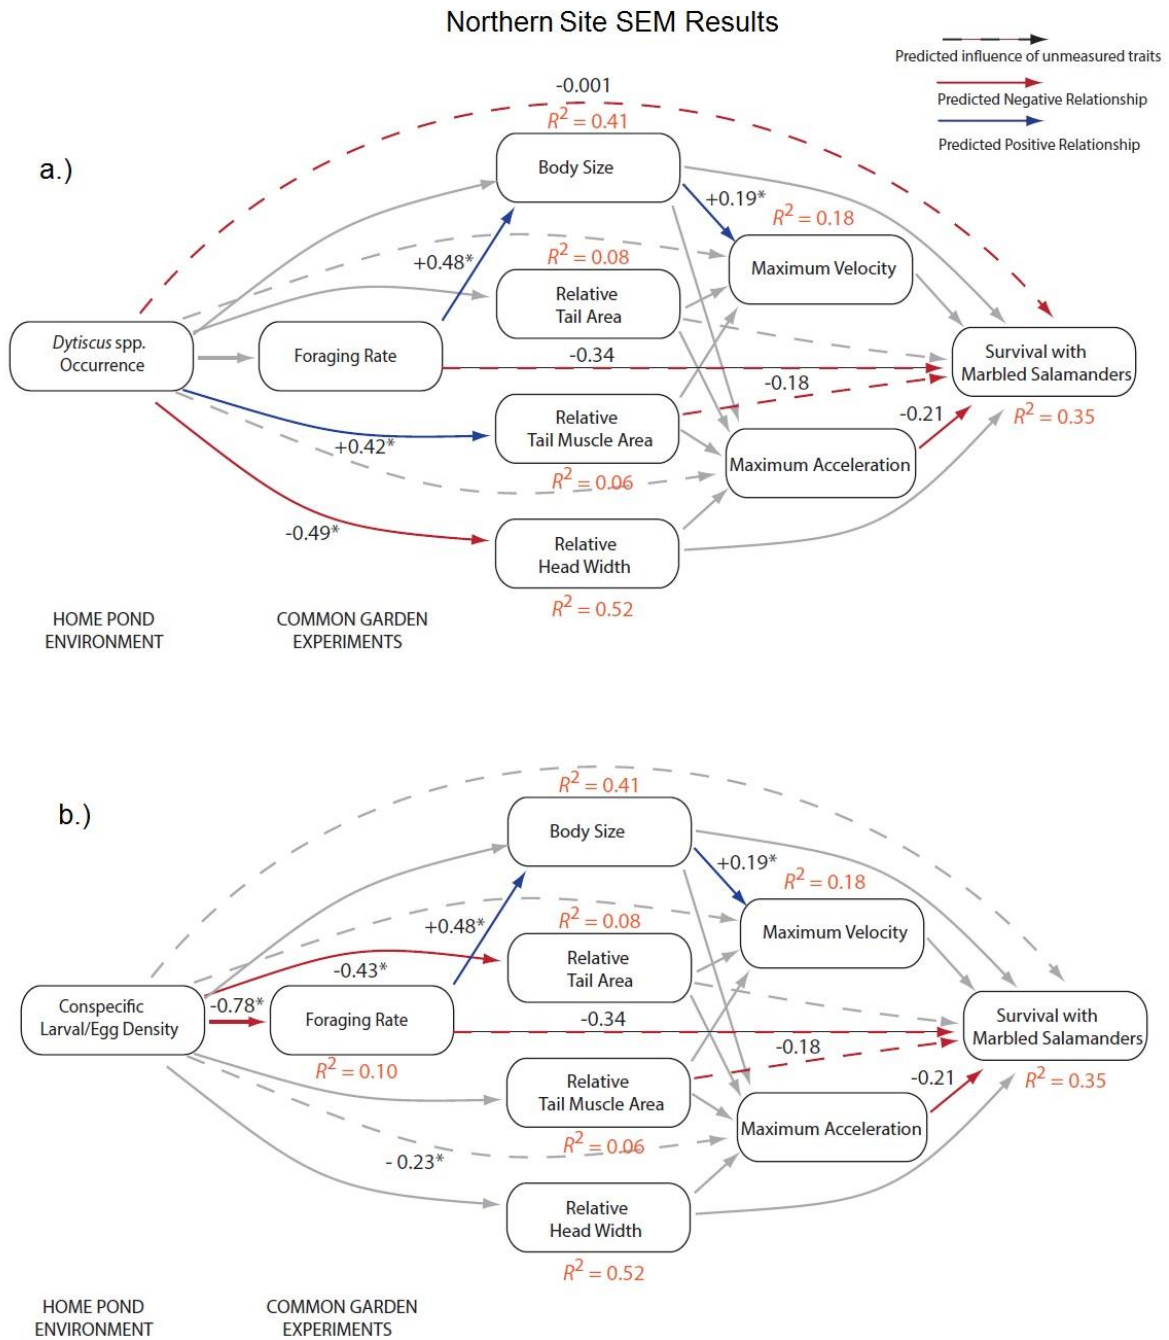 Northern Site SEM Results
Predicted influence of unmeasured traits
Predicted Negative Relationship
Predicted Positive Relationship
a.)
-0.001
R² = 0.41
Body Size
+0.19*
R² = 0.18
+0.48*
R² = 0.08
Maximum Velocity
Relative
Tail Area
Dytiscus spp.
Occurrence
Foraging Rate
-0.34
Survival with
Marbled Salamanders
-0.18
R² = 0.35
Relative
Tail Muscle Area
-0.21
+0.42*
R² = 0.06
Maximum Acceleration
-0.49*
Relative
Head Width
R² = 0.52
HOME POND
ENVIRONMENT
COMMON GARDEN
EXPERIMENTS
b.)
R² = 0.41
Body Size
+0.19*
R² = 0.18
+0.48*
R² = 0.08
Maximum Velocity
-0.43*
Relative
Tail Area
Conspecific
Larval/Egg Density
-0.78*
Foraging Rate
R² = 0.10
-0.34
Survival with
Marbled Salamanders
-0.18
R² = 0.35
Relative
Tail Muscle Area
-0.21
R² = 0.06
Maximum Acceleration
- 0.23*
Relative
Head Width
R² = 0.52
HOME POND
ENVIRONMENT
COMMON GARDEN
EXPERIMENTS